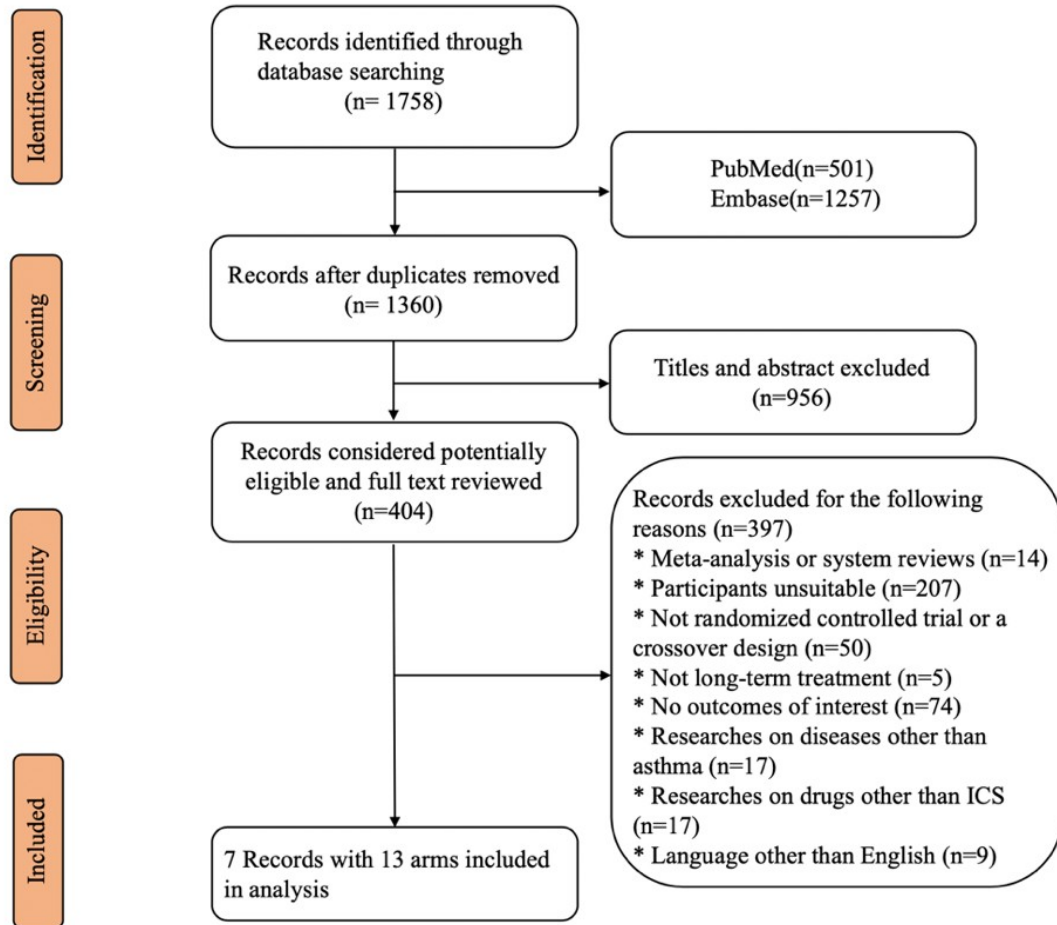 Identification
Records identified through
database searching
(n= 1758)
PubMed(n=501)
Embase(n=1257)
Screening
Records after duplicates removed
(n= 1360)
Titles and abstract excluded
(n=956)
Records considered potentially
eligible and full text reviewed
(n=404)
Eligibility
Records excluded for the following
reasons (n=397)
* Meta-analysis or system reviews (n=14)
* Participants unsuitable (n=207)
* Not randomized controlled trial or a
crossover design (n=50)
* Not long-term treatment (n=5)
* No outcomes of interest (n=74)
* Researches on diseases other than
asthma (n=17)
* Researches on drugs other than ICS
(n=17)
* Language other than English (n=9)
Included
7 Records with 13 arms included
in analysis